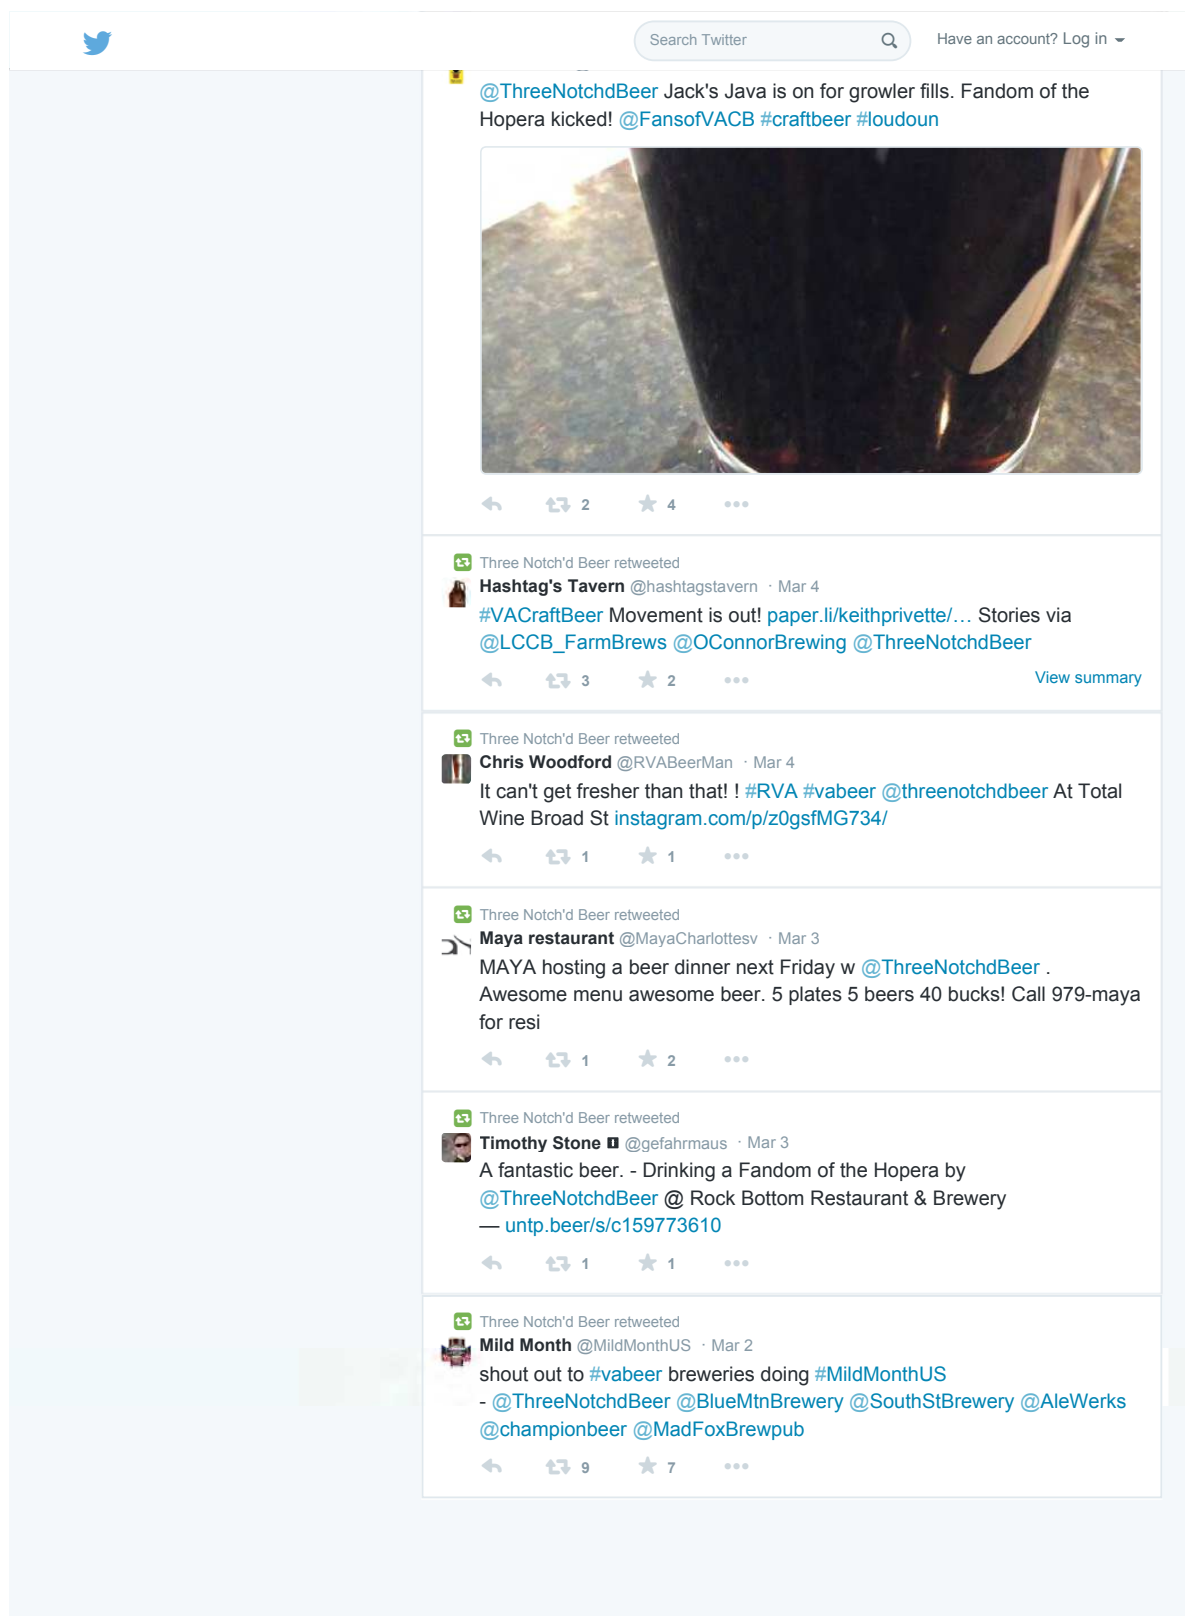 Search Twitter
Have an account? Log in
@ThreeNotchdBeer Jack's Java is on for growler fills. Fandom of the
Hopera kicked! @FansofVACB #craftbeer #loudoun
2 4
Three Notch'd Beer retweeted
Hashtag's Tavern @hashtagstavern · Mar 4
#VACraftBeer Movement is out! paper.li/keithprivette/… Stories via
@LCCB_FarmBrews @OConnorBrewing @ThreeNotchdBeer
3 2 View summary
Three Notch'd Beer retweeted
Chris Woodford @RVABeerMan · Mar 4
It can't get fresher than that! ! #RVA #vabeer @threenotchdbeer At Total
Wine Broad St instagram.com/p/z0gsfMG734/
1 1
Three Notch'd Beer retweeted
Maya restaurant @MayaCharlottesv · Mar 3
MAYA hosting a beer dinner next Friday w @ThreeNotchdBeer .
Awesome menu awesome beer. 5 plates 5 beers 40 bucks! Call 979-maya
for resi
1 2
Three Notch'd Beer retweeted
Timothy Stone @gefahrmaus · Mar 3
A fantastic beer. - Drinking a Fandom of the Hopera by
@ThreeNotchdBeer @ Rock Bottom Restaurant & Brewery
— untp.beer/s/c159773610
1 1
Three Notch'd Beer retweeted
Mild Month @MildMonthUS · Mar 2
shout out to #vabeer breweries doing #MildMonthUS
- @ThreeNotchdBeer @BlueMtnBrewery @SouthStBrewery @AleWerks
@championbeer @MadFoxBrewpub
9 7